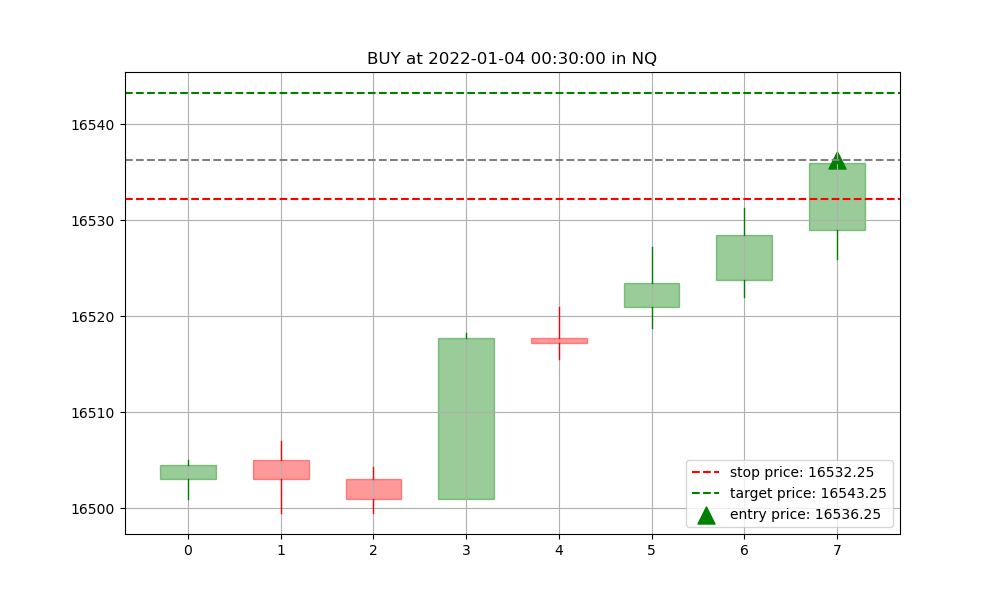 BUY at 2022-01-04 00:30:00 in NQ
16540
16530
16520
16510
16500
stop price: 16532.25
target price: 16543.25
entry price: 16536.25
0 1 2 3 4 5 6 7